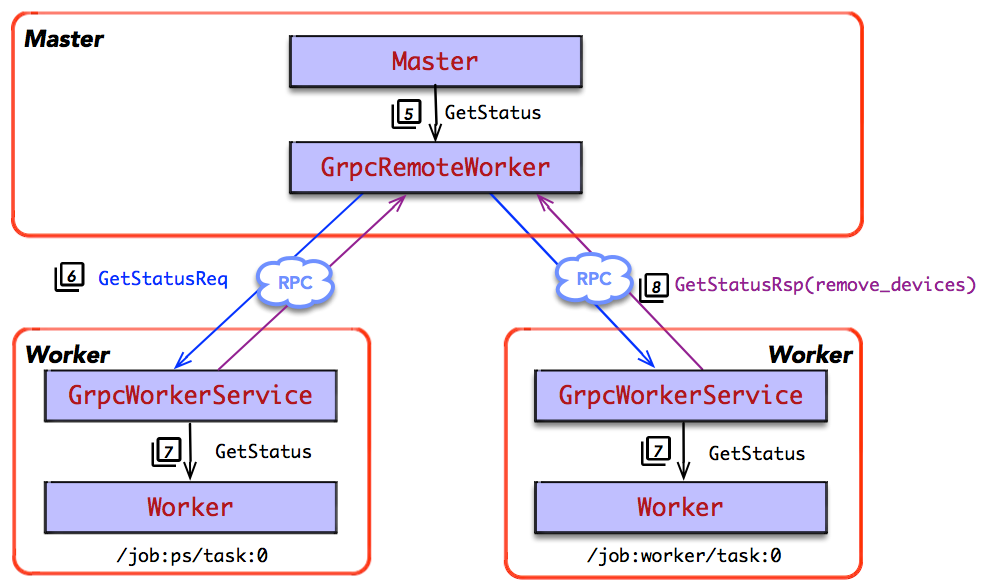 Master
Master
5 GetStatus
GrpcRemoteWorker
6 GetStatusReq
RPC
RPC
8 GetStatusRsp(remove_devices)
Worker
GrpcWorkerService
7 GetStatus
Worker
/job:ps/task:0
Worker
GrpcWorkerService
7 GetStatus
Worker
/job:worker/task:0